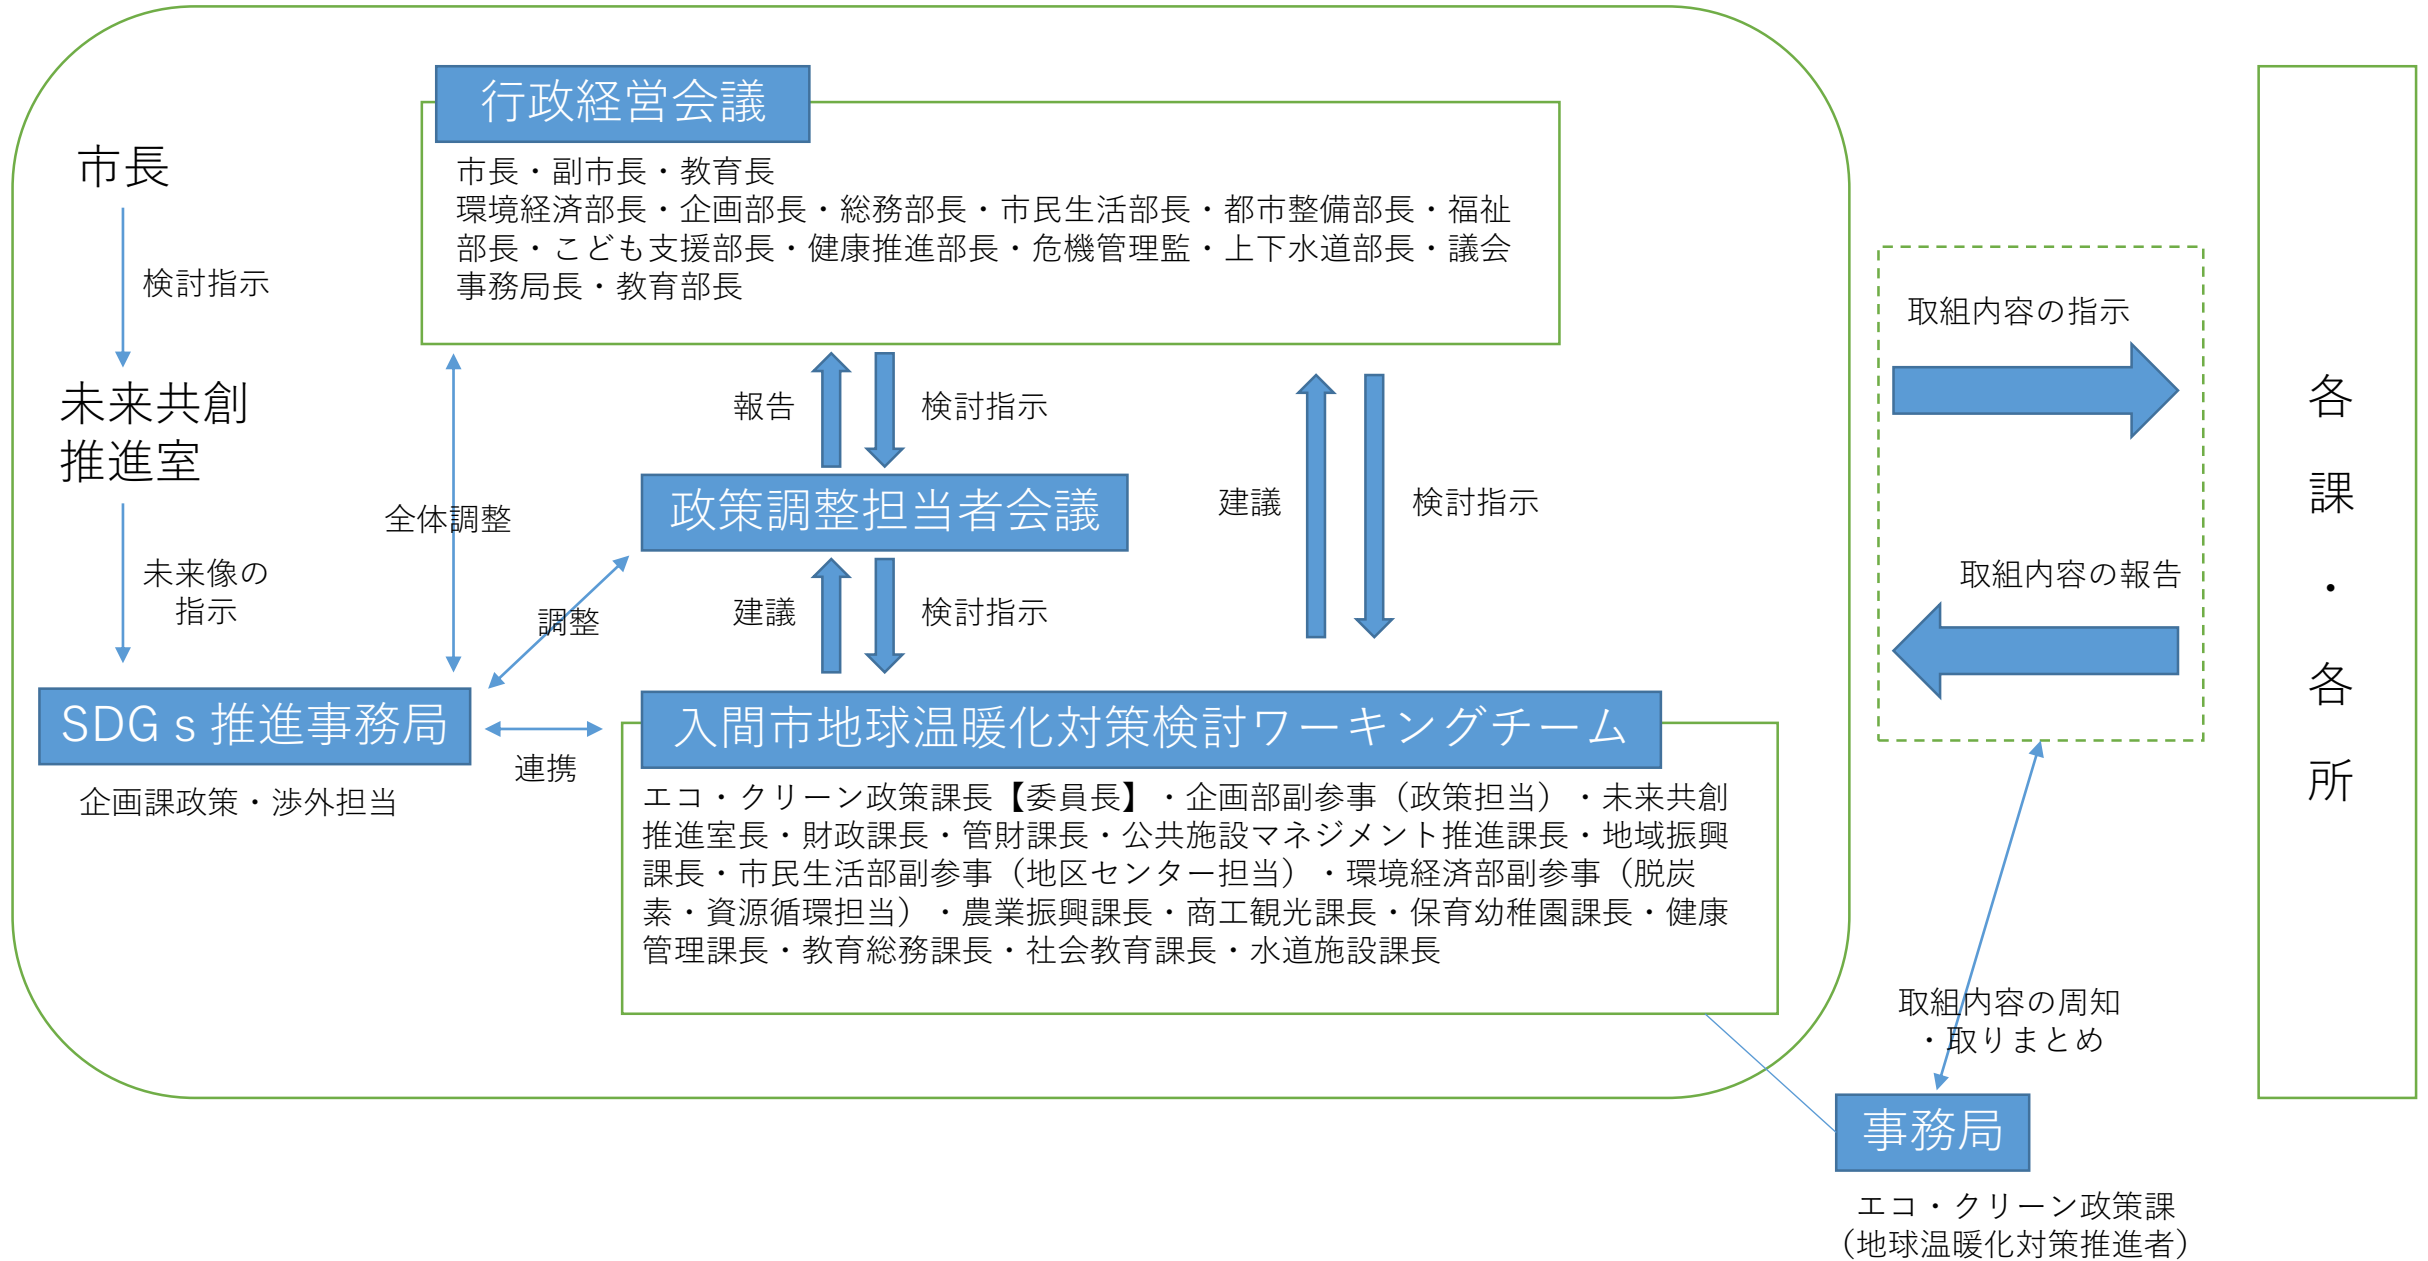 行政経営会議
市長・副市長・教育長
環境経済部長・企画部長・総務部長・市民生活部長・都市整備部長・福祉
部長・こども支援部長・健康推進部長・危機管理監・上下水道部長・議会
事務局長・教育部長
市長
検討指示
未来共創
推進室
未来像の
指示
全体調整
報告
検討指示
政策調整担当者会議
調整
建議
検討指示
建議
検討指示
SDGｓ推進事務局
企画課政策・渉外担当
連携
入間市地球温暖化対策検討ワーキングチーム
エコ・クリーン政策課長【委員長】・企画部副参事（政策担当）・未来共創
推進室長・財政課長・管財課長・公共施設マネジメント推進課長・地域振興
課長・市民生活部副参事（地区センター担当）・環境経済部副参事（脱炭
素・資源循環担当）・農業振興課長・商工観光課長・保育幼稚園課長・健康
管理課長・教育総務課長・社会教育課長・水道施設課長
取組内容の指示
取組内容の報告
取組内容の周知
・取りまとめ
事務局
エコ・クリーン政策課
（地球温暖化対策推進者）
各課・各所